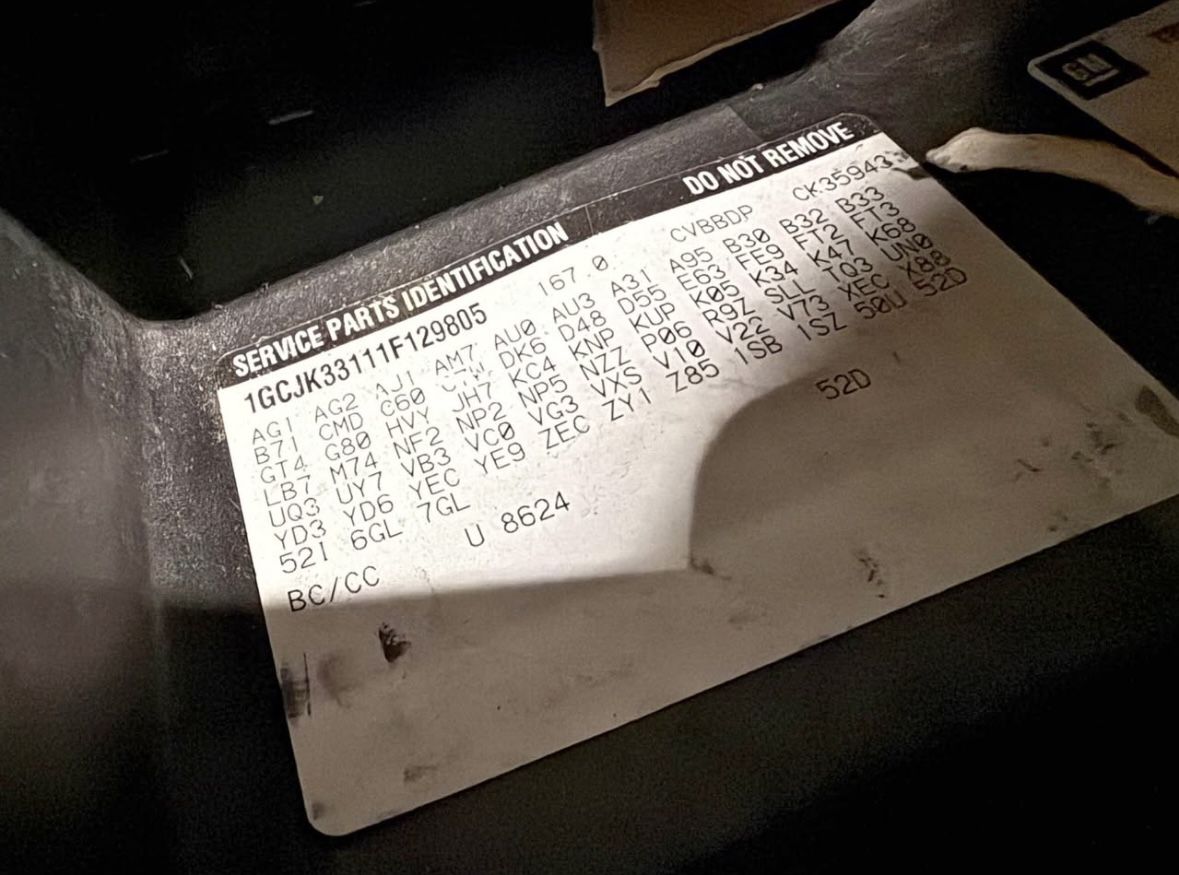 GM
SERVICE PARTS IDENTIFICATION DO NOT REMOVE
1GCJK33111F129805 167.0 CVBBDP CK35943
AG1 AG2 AJ1 AM7 AU0 AU3 A31 A95 B30 B32 B33
B71 CMD C60 DK6 D48 D55 E63 FE9 FT2 FT3
GT4 G80 HVY JH7 KC4 KNP KUP K05 K34 K47 K68
LB7 M74 NF2 NP2 NP5 NZZ P06 R9Z SLL TQ3 UN0
UQ3 UY7 VB3 VC0 VG3 VXS V10 V22 V73 XEC X88
YD3 YD6 YEC YE9 ZEC ZY1 Z85 1SB 1SZ 50U 52D
521 6GL 7GL
BC/CC U 8624 52D